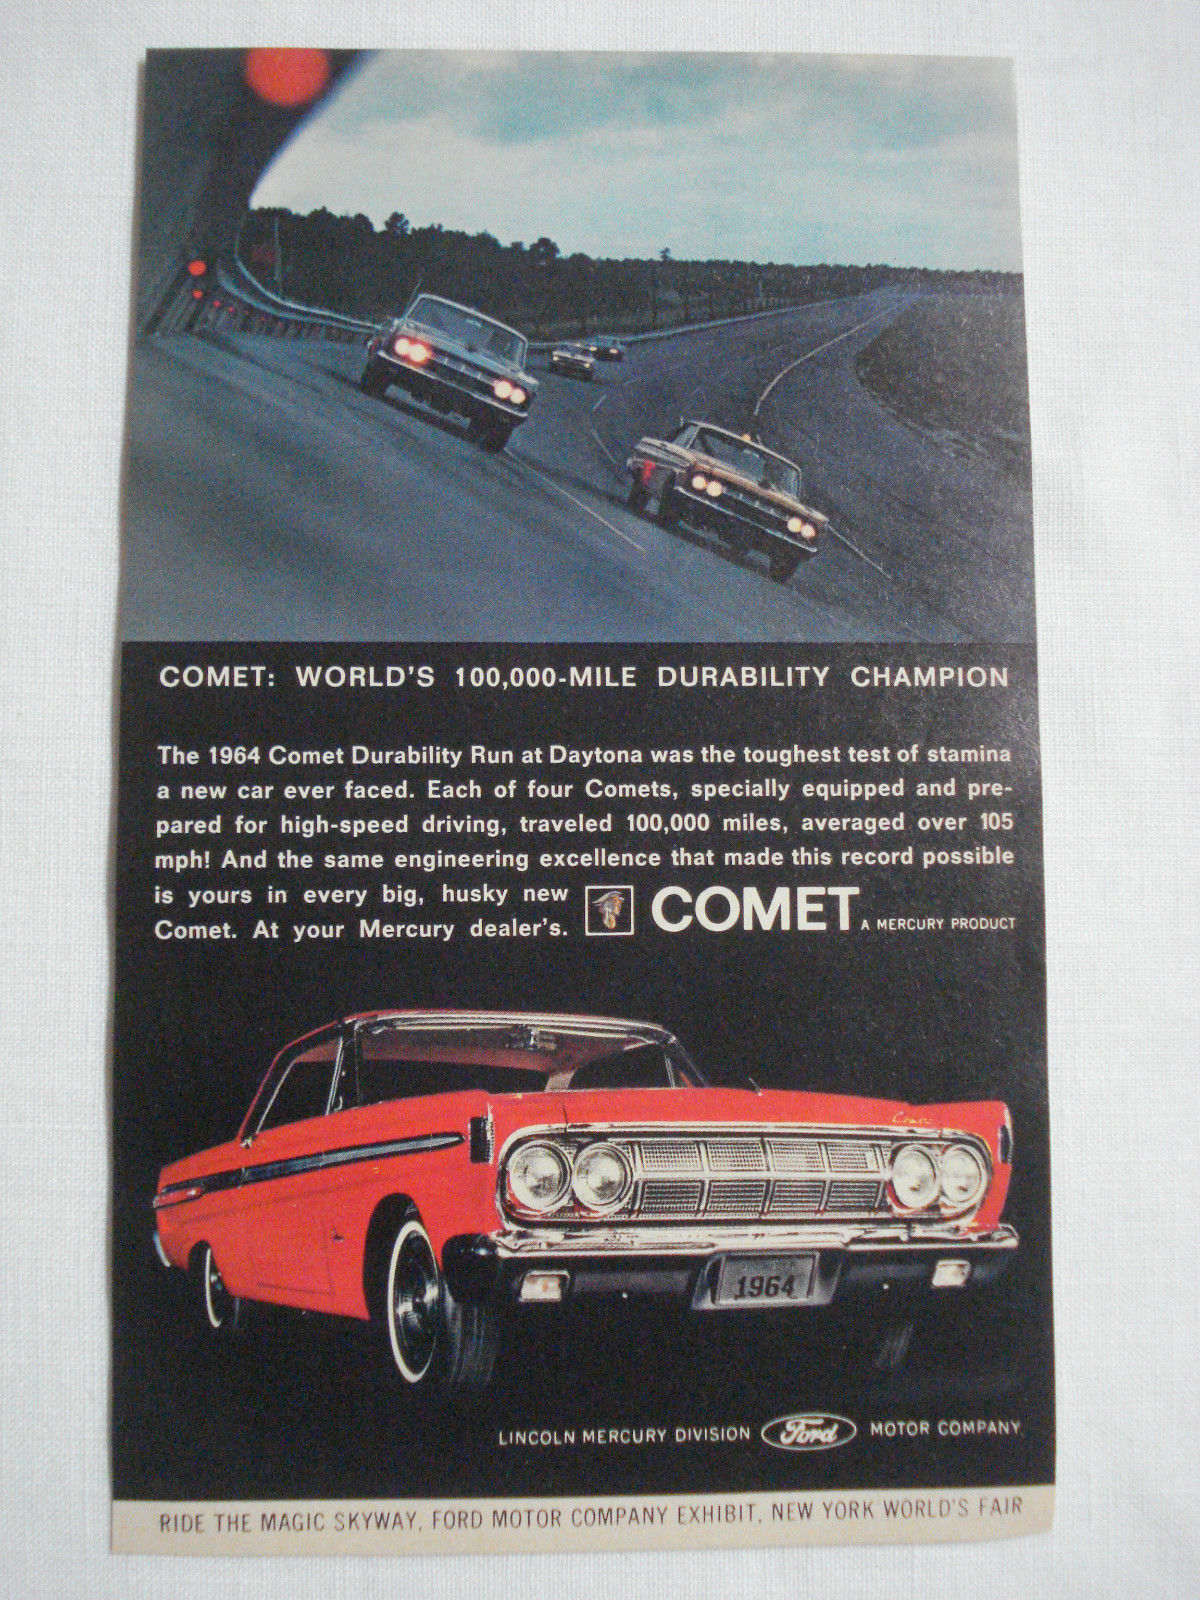 COMET: WORLD'S 100,000-MILE DURABILITY CHAMPION
The 1964 Comet Durability Run at Daytona was the toughest test of stamina
a new car ever faced. Each of four Comets, specially equipped and pre-
pared for high-speed driving, traveled 100,000 miles, averaged over 105
mph! And the same engineering excellence that made this record possible
is yours in every big, husky new
Comet. At your Mercury dealer's.
COMET A MERCURY PRODUCT
Comet
1964
LINCOLN MERCURY DIVISION Ford MOTOR COMPANY
RIDE THE MAGIC SKYWAY, FORD MOTOR COMPANY EXHIBIT, NEW YORK WORLD'S FAIR